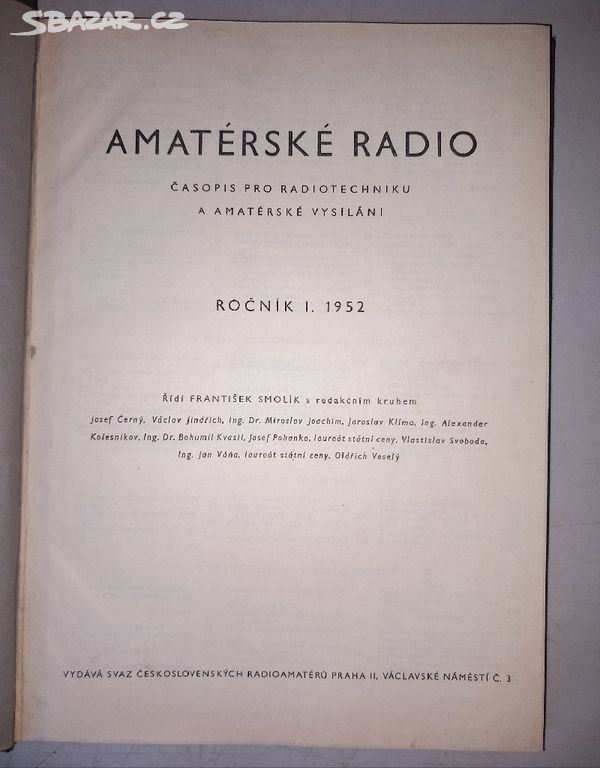 SBAZAR.CZ
AMATÉRSKÉ RADIO
ČASOPIS PRO RADIOTECHNIKU
A AMATÉRSKÉ VYSÍLÁNÍ
ROČNÍK I. 1952
Řídí FRANTIŠEK SMOLÍK s redakčním kruhem
Josef Černý, Václav Jindřich, Ing. Dr. Miroslav Joachim, Jaroslav Klíma, ing. Alexander
Kolesnikov, Ing. Dr. Bohumil Kvasil, Josef Pohanka, laureát státní ceny, Vlastislav Svoboda,
Ing. Jan Váňa, laureát státní ceny, Oldřich Veselý
VYDÁVÁ SVAZ ČESKOSLOVENSKÝCH RADIOAMATÉRŮ PRAHA II, VÁCLAVSKÉ NÁMĚSTÍ Č. 3